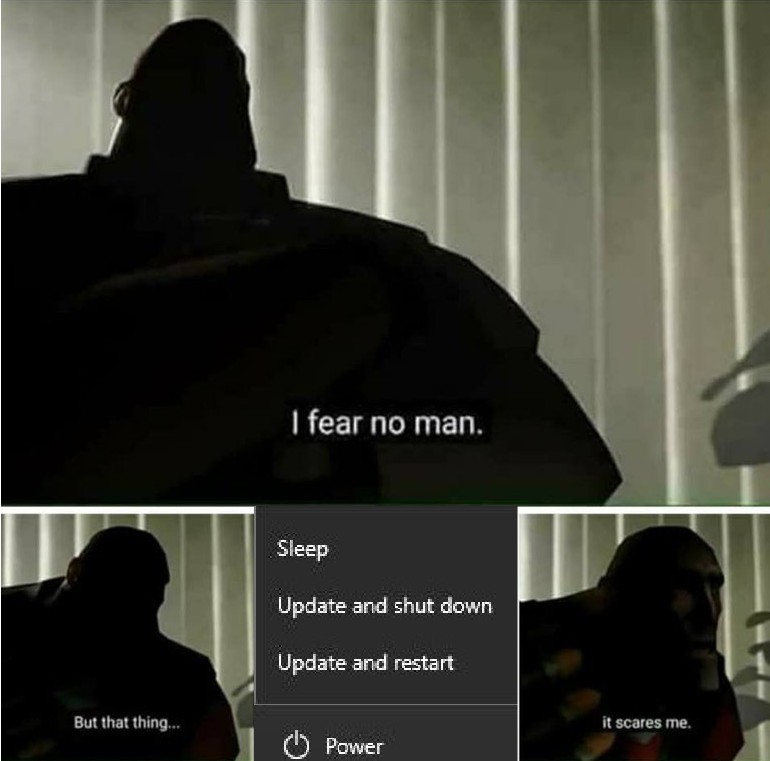 I fear no man.
But that thing...
Sleep
Update and shut down
Update and restart
Power
it scares me.